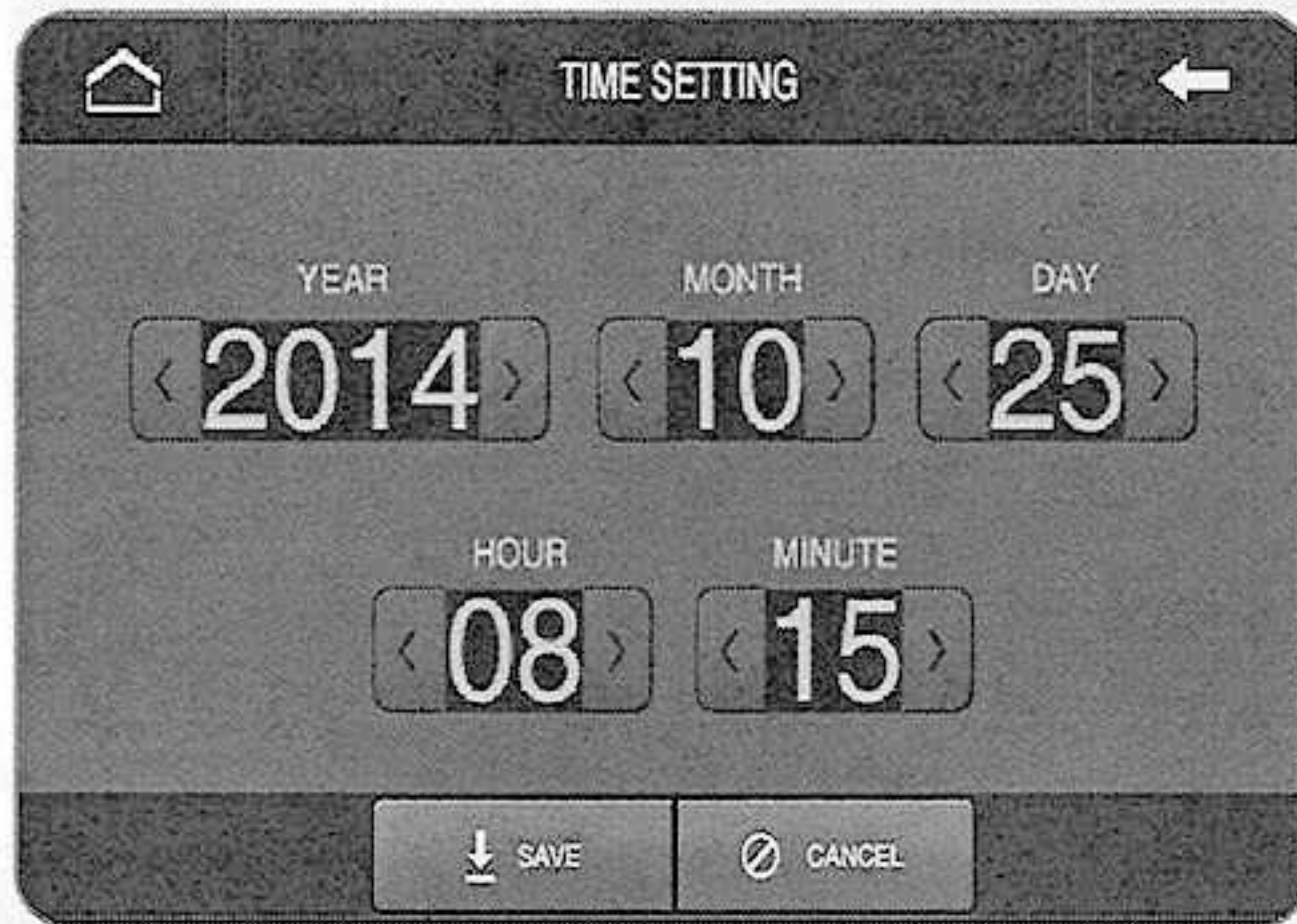 TIME SETTING
YEAR MONTH DAY
2014 10 25
HOUR MINUTE
08 15
SAVE CANCEL